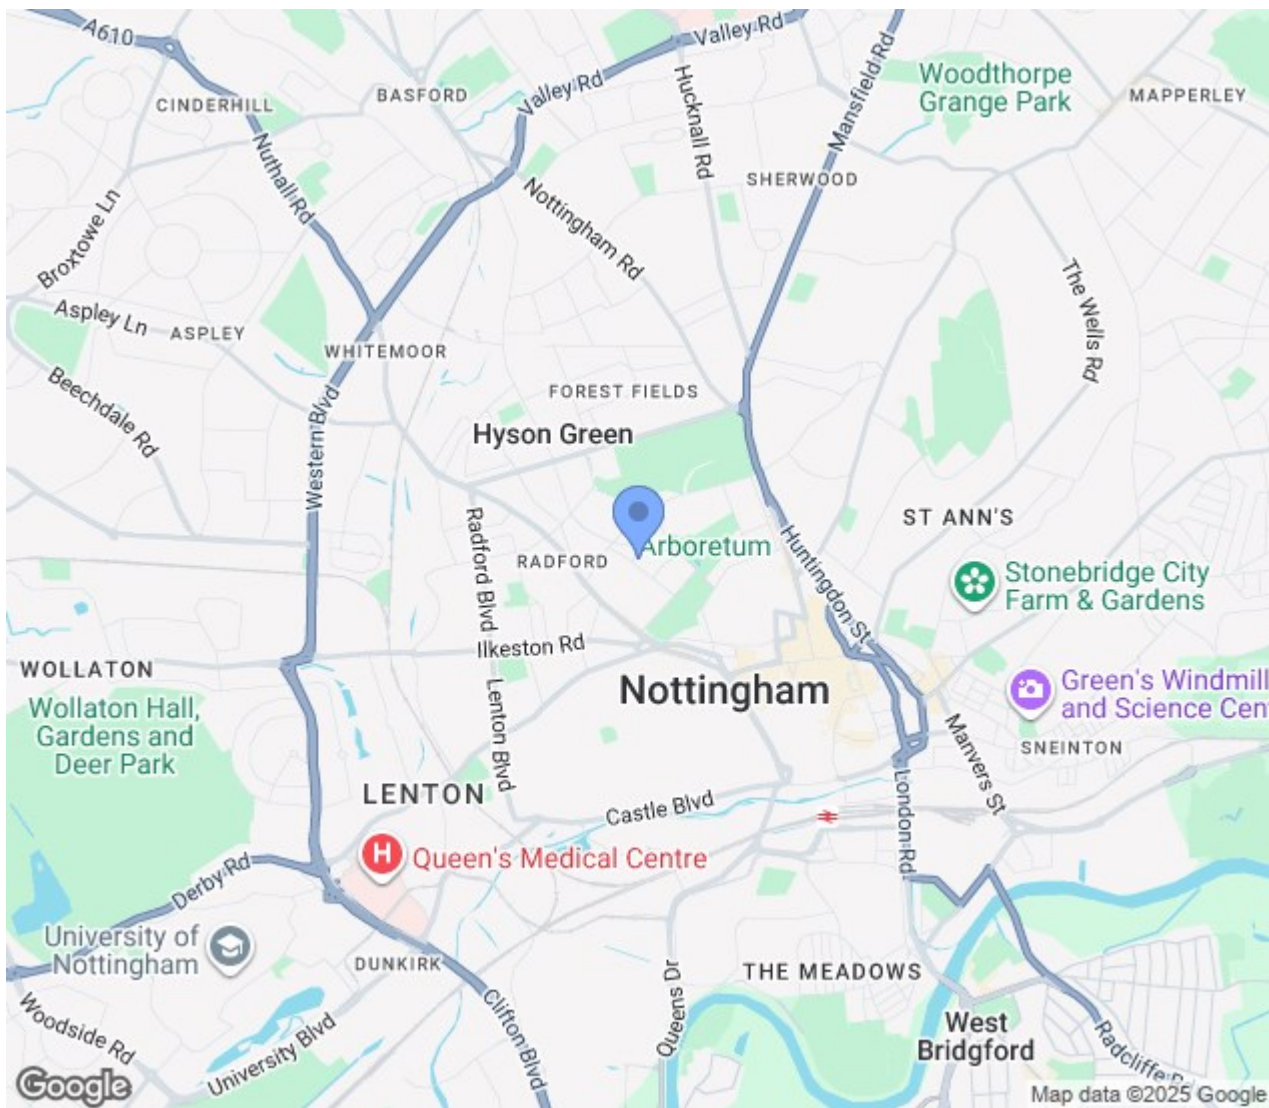 A610
Valley Rd
CINDERHILL
BASFORD
Valley Rd
Hucknall Rd
Mansfield Rd
Woodthorpe
Grange Park
MAPPERLEY
Nuthall Rd
Broxtowe Ln
Nottingham Rd
SHERWOOD
The Wells Rd
Aspley Ln
ASPLEY
WHITEMOOR
Beechdale Rd
Western Blvd
FOREST FIELDS
Hyson Green
Radford Blvd
RADFORD
Arboretum
Huntingdon St
ST ANN'S
Stonebridge City
Farm & Gardens
Ilkeston Rd
WOLLATON
Lenton Blvd
Nottingham
Green's Windmill
and Science Cen
Wollaton Hall,
Gardens and
Deer Park
Manvers St
SNEINTON
LENTON
Castle Blvd
London Rd
H
Queen's Medical Centre
Derby Rd
University of
Nottingham
DUNKIRK
Queens Dr
THE MEADOWS
Clifton Blvd
Woodside Rd
University Blvd
West
Bridgford
Radcliffe Rd
Google
Map data ©2025 Google